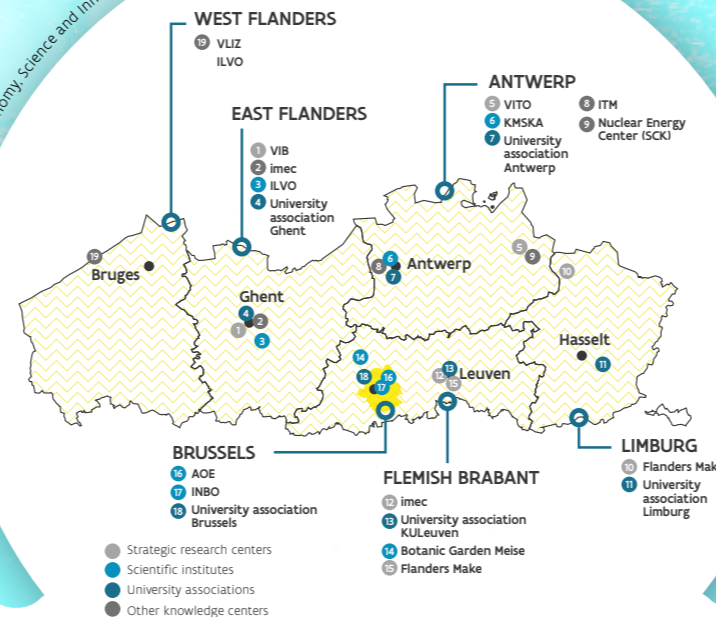 Economy, Science and
WEST FLANDERS
19 VLIZ
ILVO
EAST FLANDERS
1 VIB
2 imec
3 ILVO
4 University
association
Ghent
ANTWERP
5 VITO
6 KMSKA
7 University
association
Antwerp
8 ITM
9 Nuclear Energy
Center (SCK)
19
Bruges
Ghent
4
1 2
3
6
8
7
Antwerp
5
9
10
Hasselt
11
14
18 16
17
13
12
15
Leuven
BRUSSELS
16 AOE
17 INBO
18 University association
Brussels
FLEMISH BRABANT
12 imec
13 University association
KULeuven
14 Botanic Garden Meise
15 Flanders Make
LIMBURG
10 Flanders Mak
11 University
association
Limburg
Strategic research centers
Scientific institutes
University associations
Other knowledge centers